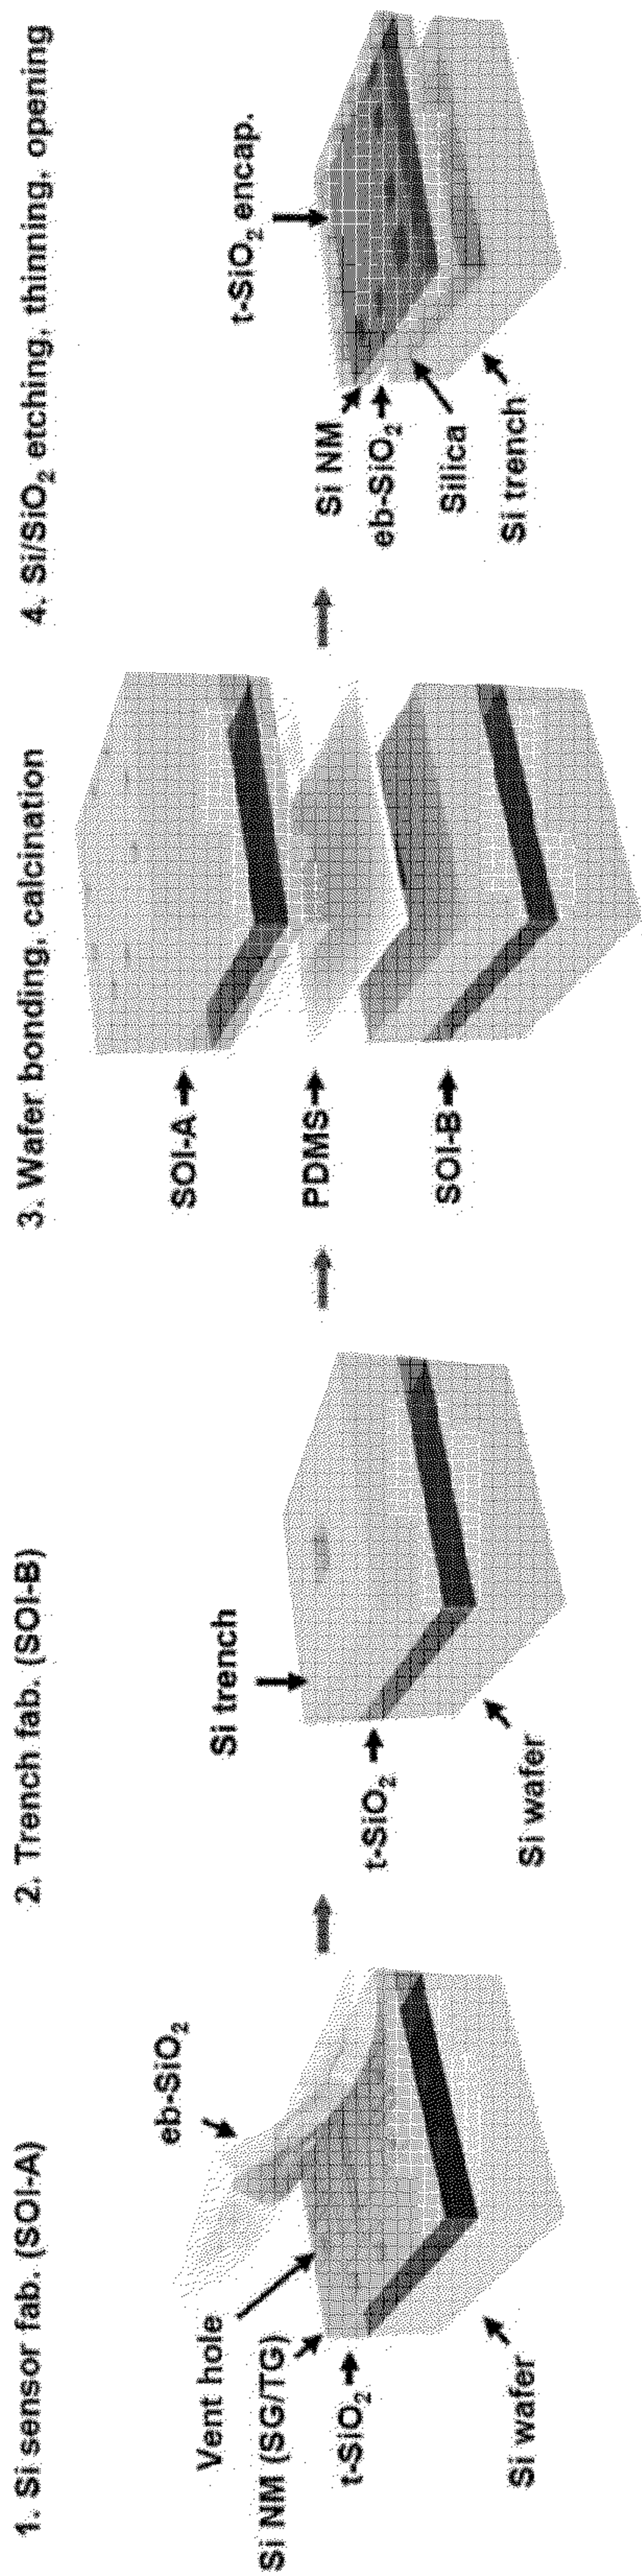 1. Si sensor fab. (SOI-A)
eb-SiO₂
Vent hole
Si NM (SG/TG)
t-SiO₂
Si wafer
2. Trench fab. (SOI-B)
Si trench
t-SiO₂
Si wafer
3. Wafer bonding, calcination
SOI-A
PDMS
SOI-B
4. Si/SiO₂ etching, thinning, opening
t-SiO₂ encap.
Si NM
eb-SiO₂
Silica
Si trench